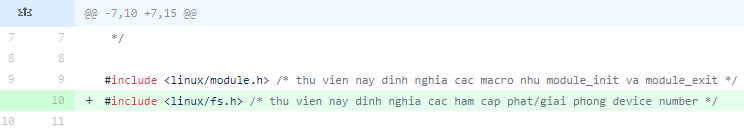 @@ -7,10 +7,15 @@
7 7 */
8 8
9 9 #include <linux/module.h> /* thu vien nay dinh nghia cac macro nhu module_init va module_exit */
10 + #include <linux/fs.h> /* thu vien nay dinh nghia cac ham cap phat/giai phong device number */
10 11